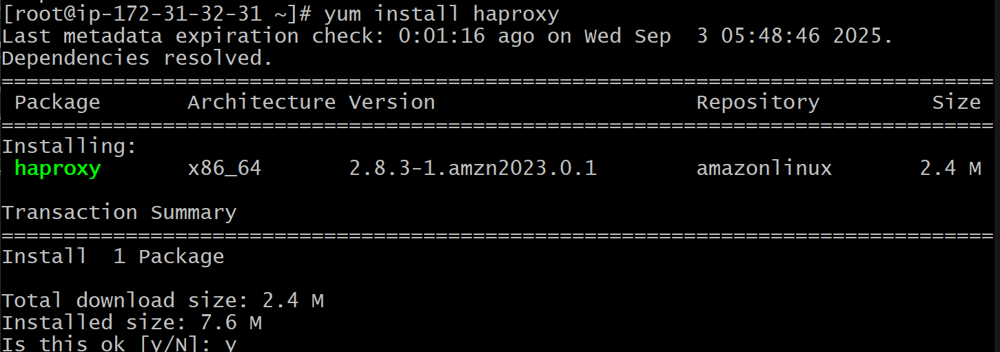 [root@ip-172-31-32-31 ~]# yum install haproxy
Last metadata expiration check: 0:01:16 ago on Wed Sep  3 05:48:46 2025.
Dependencies resolved.
================================================================================
 Package       Architecture Version                     Repository         Size
================================================================================
Installing:
 haproxy       x86_64       2.8.3-1.amzn2023.0.1        amazonlinux       2.4 M

Transaction Summary
================================================================================
Install  1 Package

Total download size: 2.4 M
Installed size: 7.6 M
Is this ok [y/N]: y